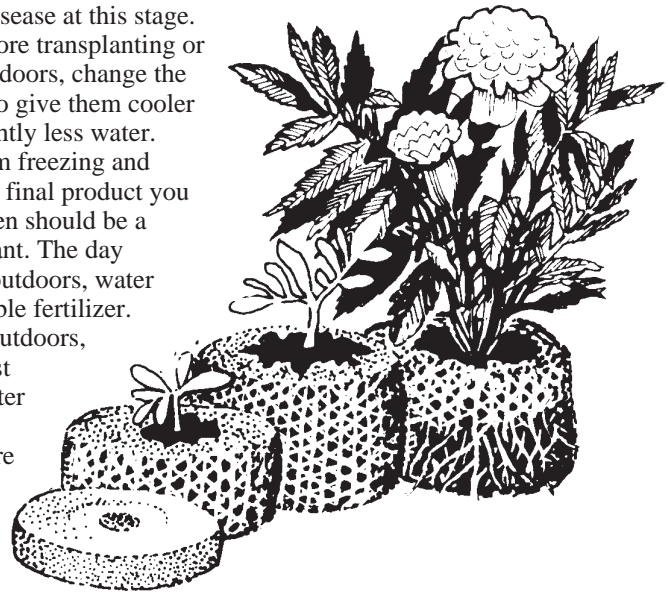 sease at this stage.
ore transplanting or
doors, change the
o give them cooler
ntly less water.
m freezing and
final product you
en should be a
ant. The day
outdoors, water
ble fertilizer.
utdoors,
st
ter
re